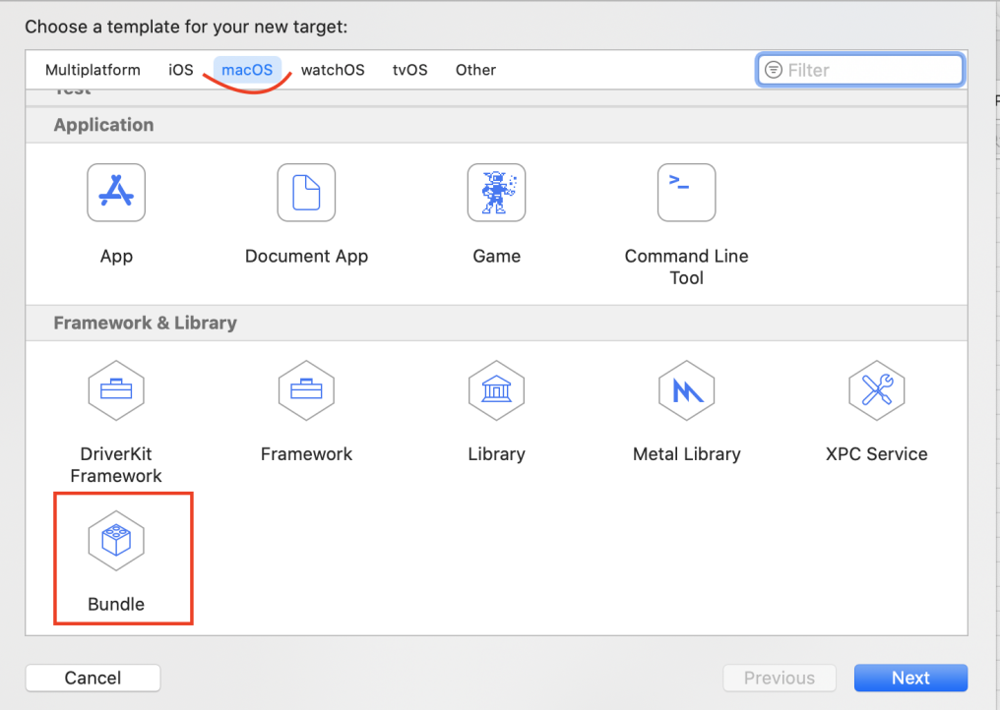 Choose a template for your new target:
Multiplatform iOS macOS watchOS tvOS Other Filter
Test
Application
>_
App Document App Game Command Line
Tool
Framework & Library
DriverKit Framework Library Metal Library XPC Service
Framework
Bundle
Cancel Previous Next